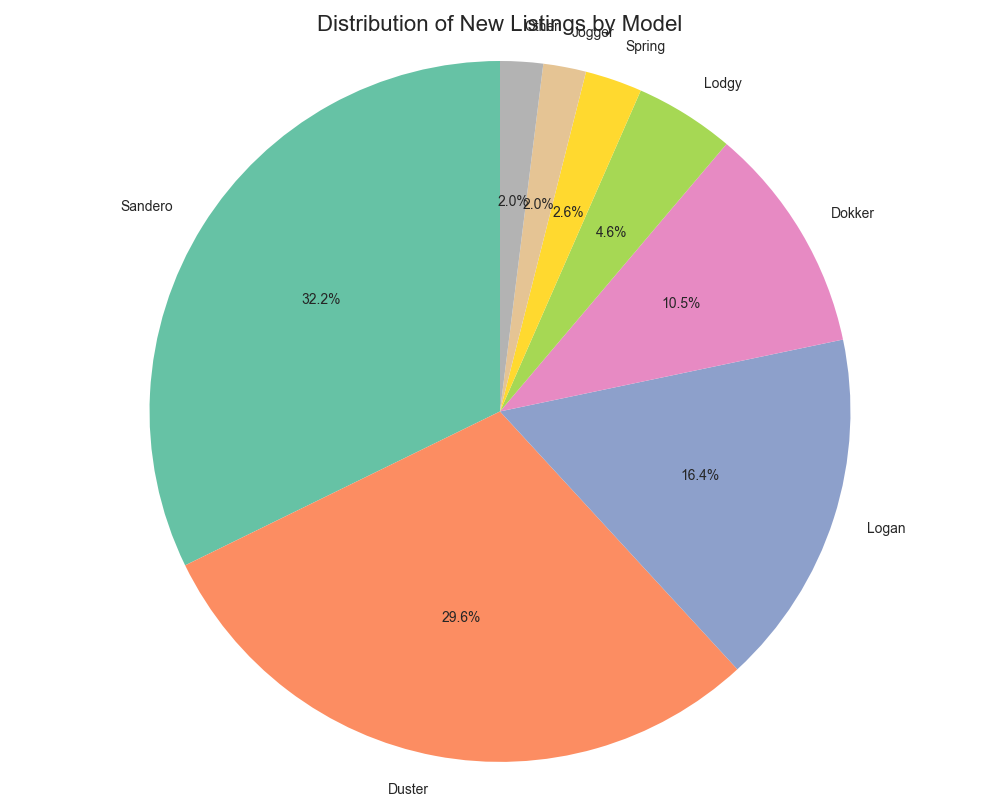 Distribution of New Listings by Model
Jogger
Spring
Lodgy
Dokker
Sandero
2.0%
2.0%
2.6%
4.6%
32.2%
10.5%
16.4%
Logan
29.6%
Duster